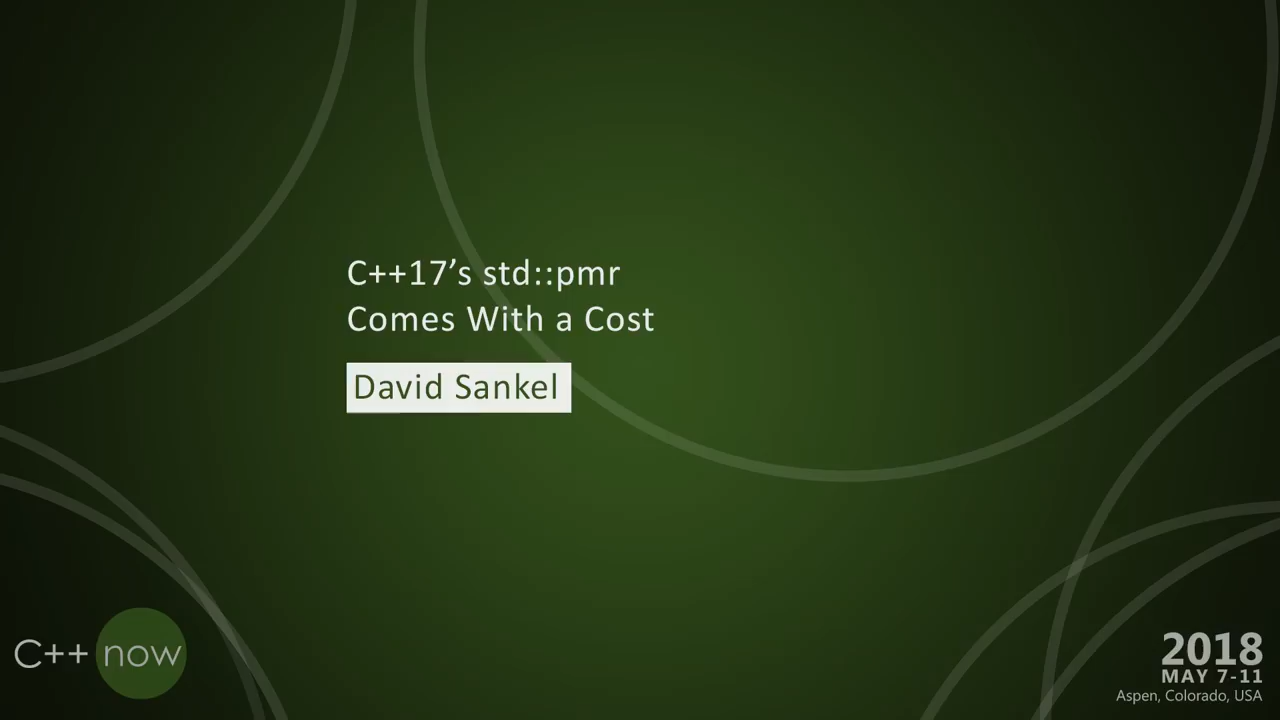 C++17’s std::pmr
Comes With a Cost
David Sankel
C++ now
2018
MAY 7-11
Aspen, Colorado, USA